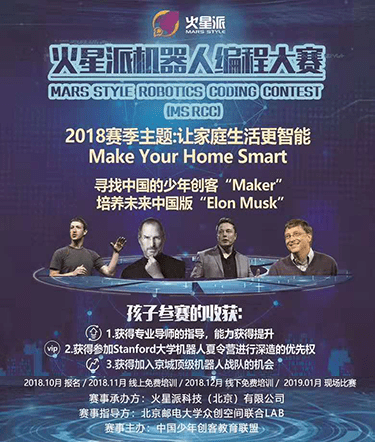 火星派
MARS STYLE
火星派机器人编程大赛
MARS STYLE ROBOTICS CODING CONTEST
(MS RCC)
2018赛季主题:让家庭生活更智能
Make Your Home Smart
寻找中国的少年创客“Maker”
培养未来中国版“Elon Musk”
孩子参赛的收获:
1.获得专业导师的指导，能力获得提升
vip 2.获得参加Stanford大学机器人夏令营进行深造的优先权
3.获得加入京城顶级机器人战队的机会
2018.10月 报名 / 2018.11月 线上免费培训 / 2018.12月 线下免费培训 / 2019.01月 现场比赛
赛事承办方：火星派科技（北京）有限公司
赛事指导方：北京邮电大学众创空间联合LAB
赛事主办：中国少年创客教育联盟